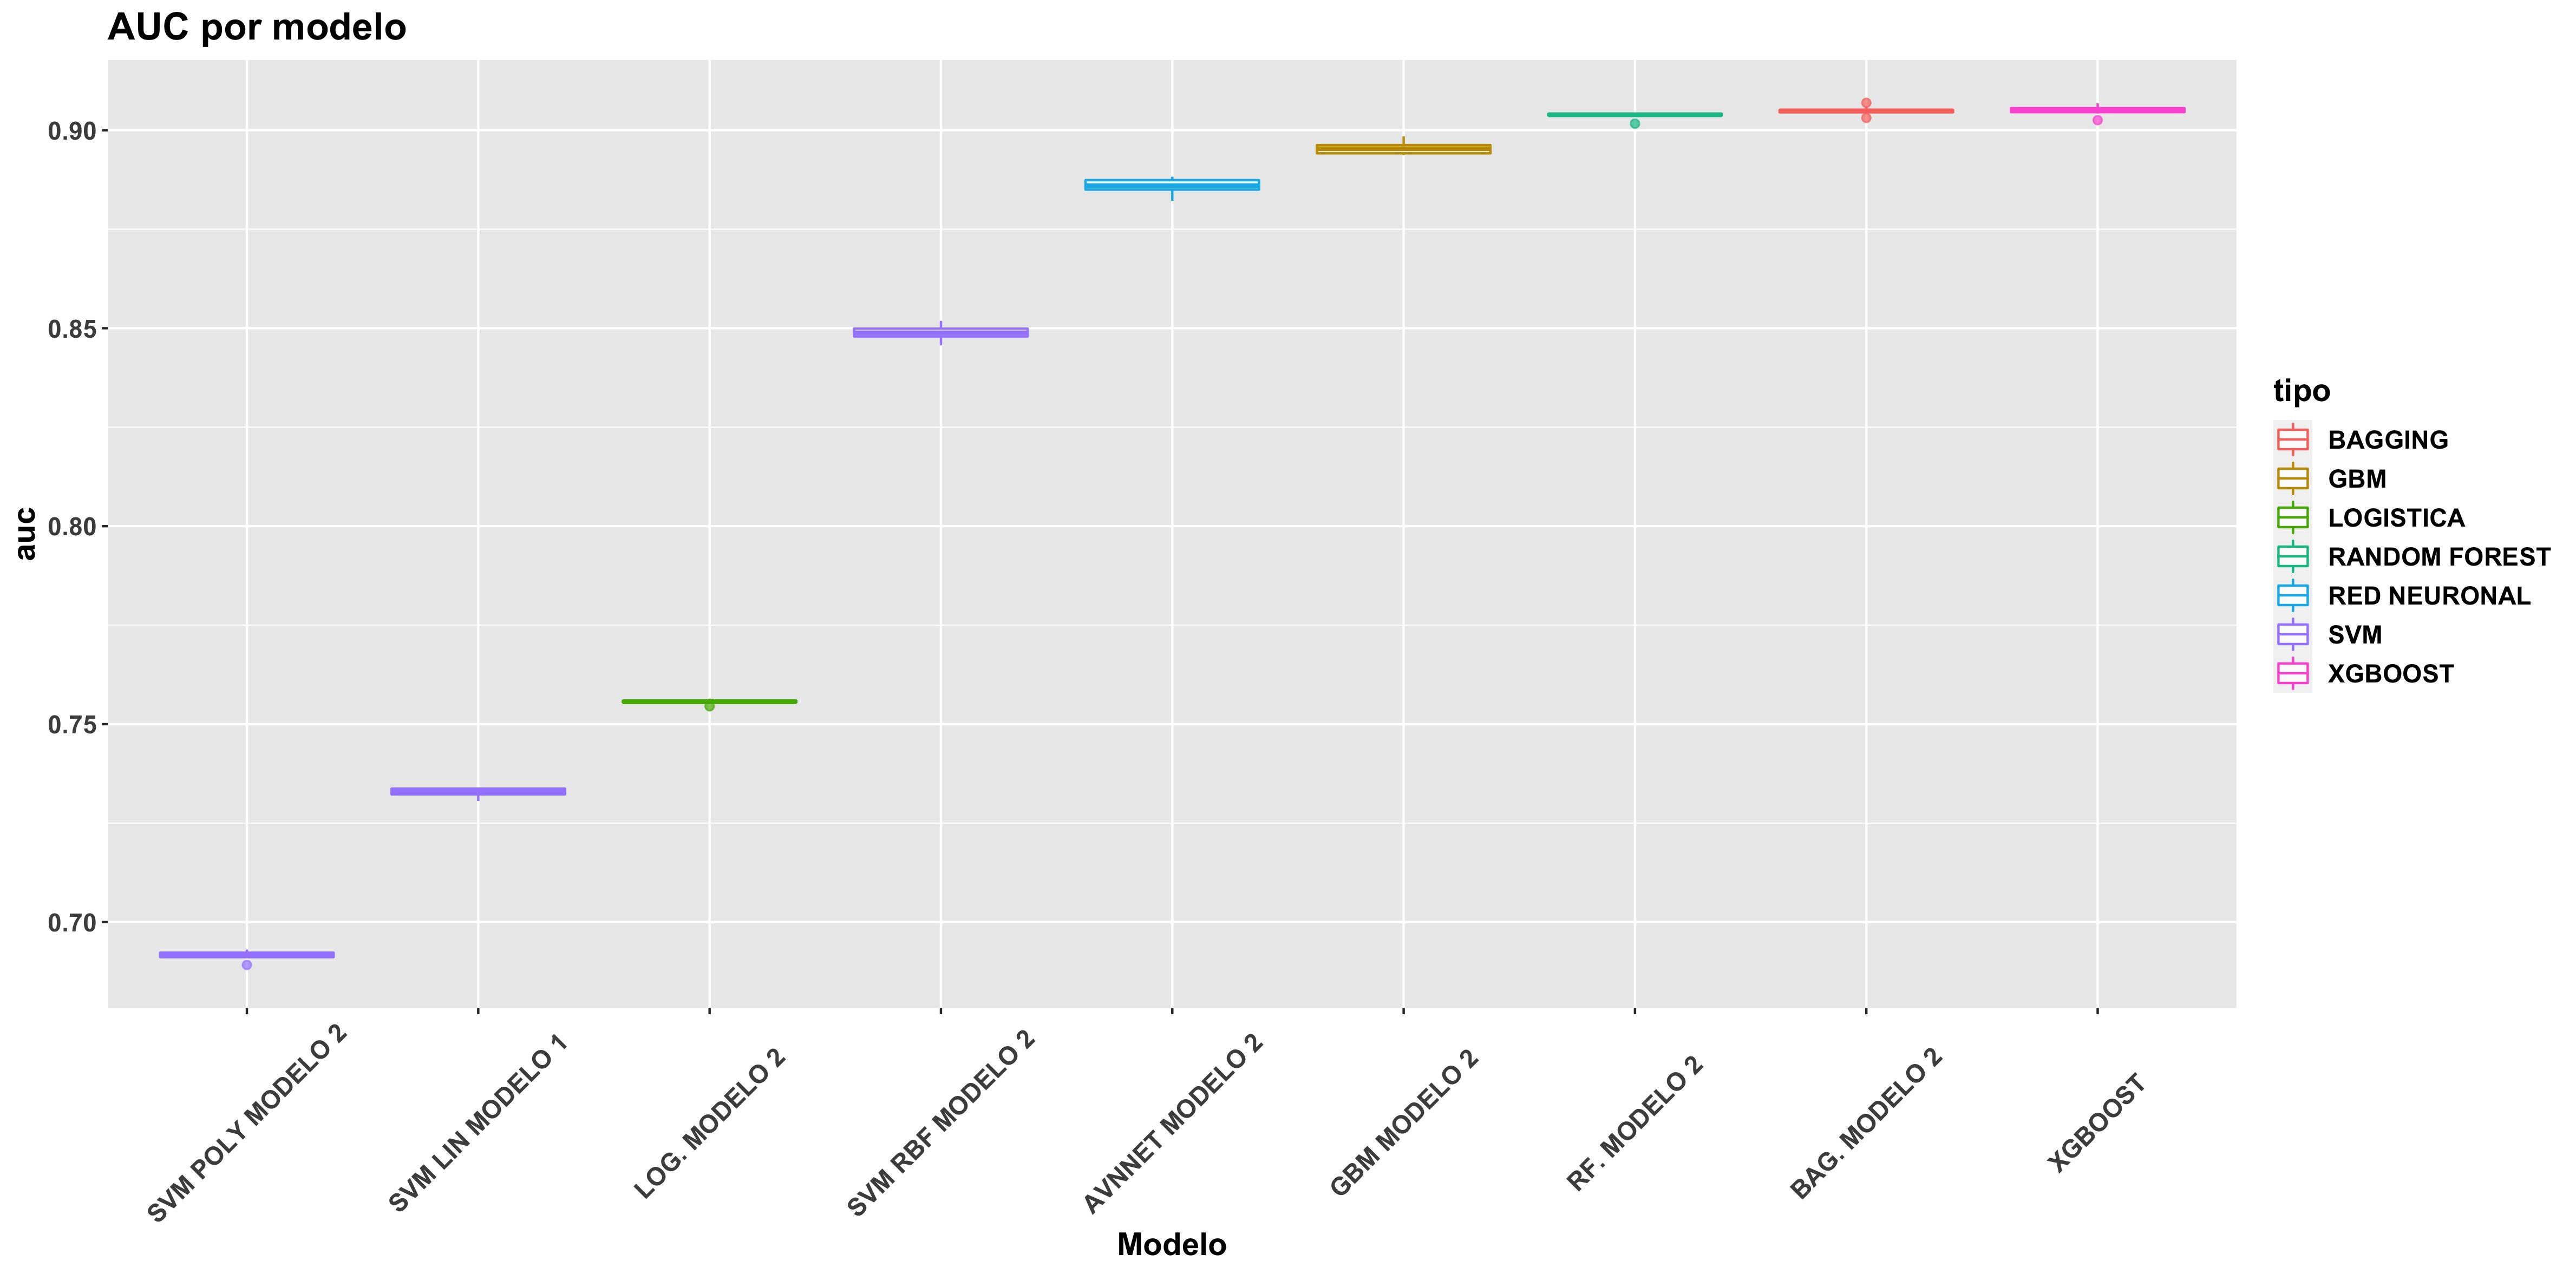 AUC por modelo
auc
0.90
0.85
0.80
0.75
0.70
SVM POLY MODELO 2
SVM LIN MODELO 1
LOG. MODELO 2
SVM RBF MODELO 2
AVNNET MODELO 2
GBM MODELO 2
RF. MODELO 2
BAG. MODELO 2
XGBOOST
Modelo
tipo
BAGGING
GBM
LOGISTICA
RANDOM FOREST
RED NEURONAL
SVM
XGBOOST